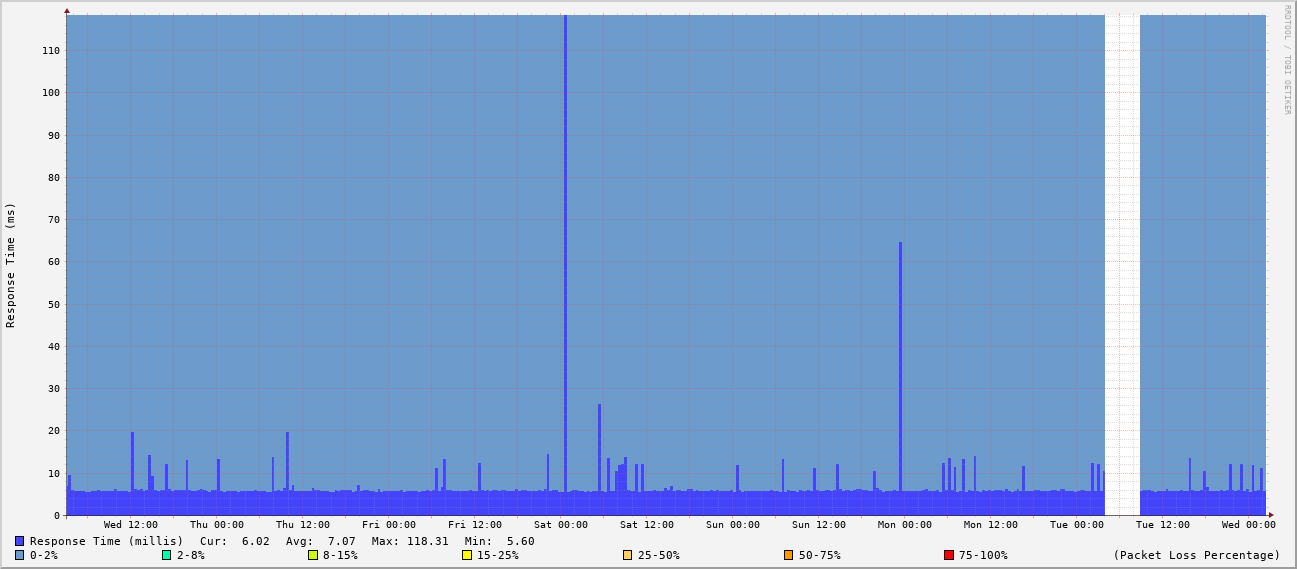 RRDTOOL / TOBI OETIKER
Response Time (ms)
110
100
90
80
70
60
50
40
30
20
10
0
Wed 12:00 Thu 00:00 Thu 12:00 Fri 00:00 Fri 12:00 Sat 00:00 Sat 12:00 Sun 00:00 Sun 12:00 Mon 00:00 Mon 12:00 Tue 00:00 Tue 12:00 Wed 00:00
Response Time (millis) Cur: 6.02 Avg: 7.07 Max: 118.31 Min: 5.60
0-2% 2-8% 8-15% 15-25% 25-50% 50-75% 75-100% (Packet Loss Percentage)